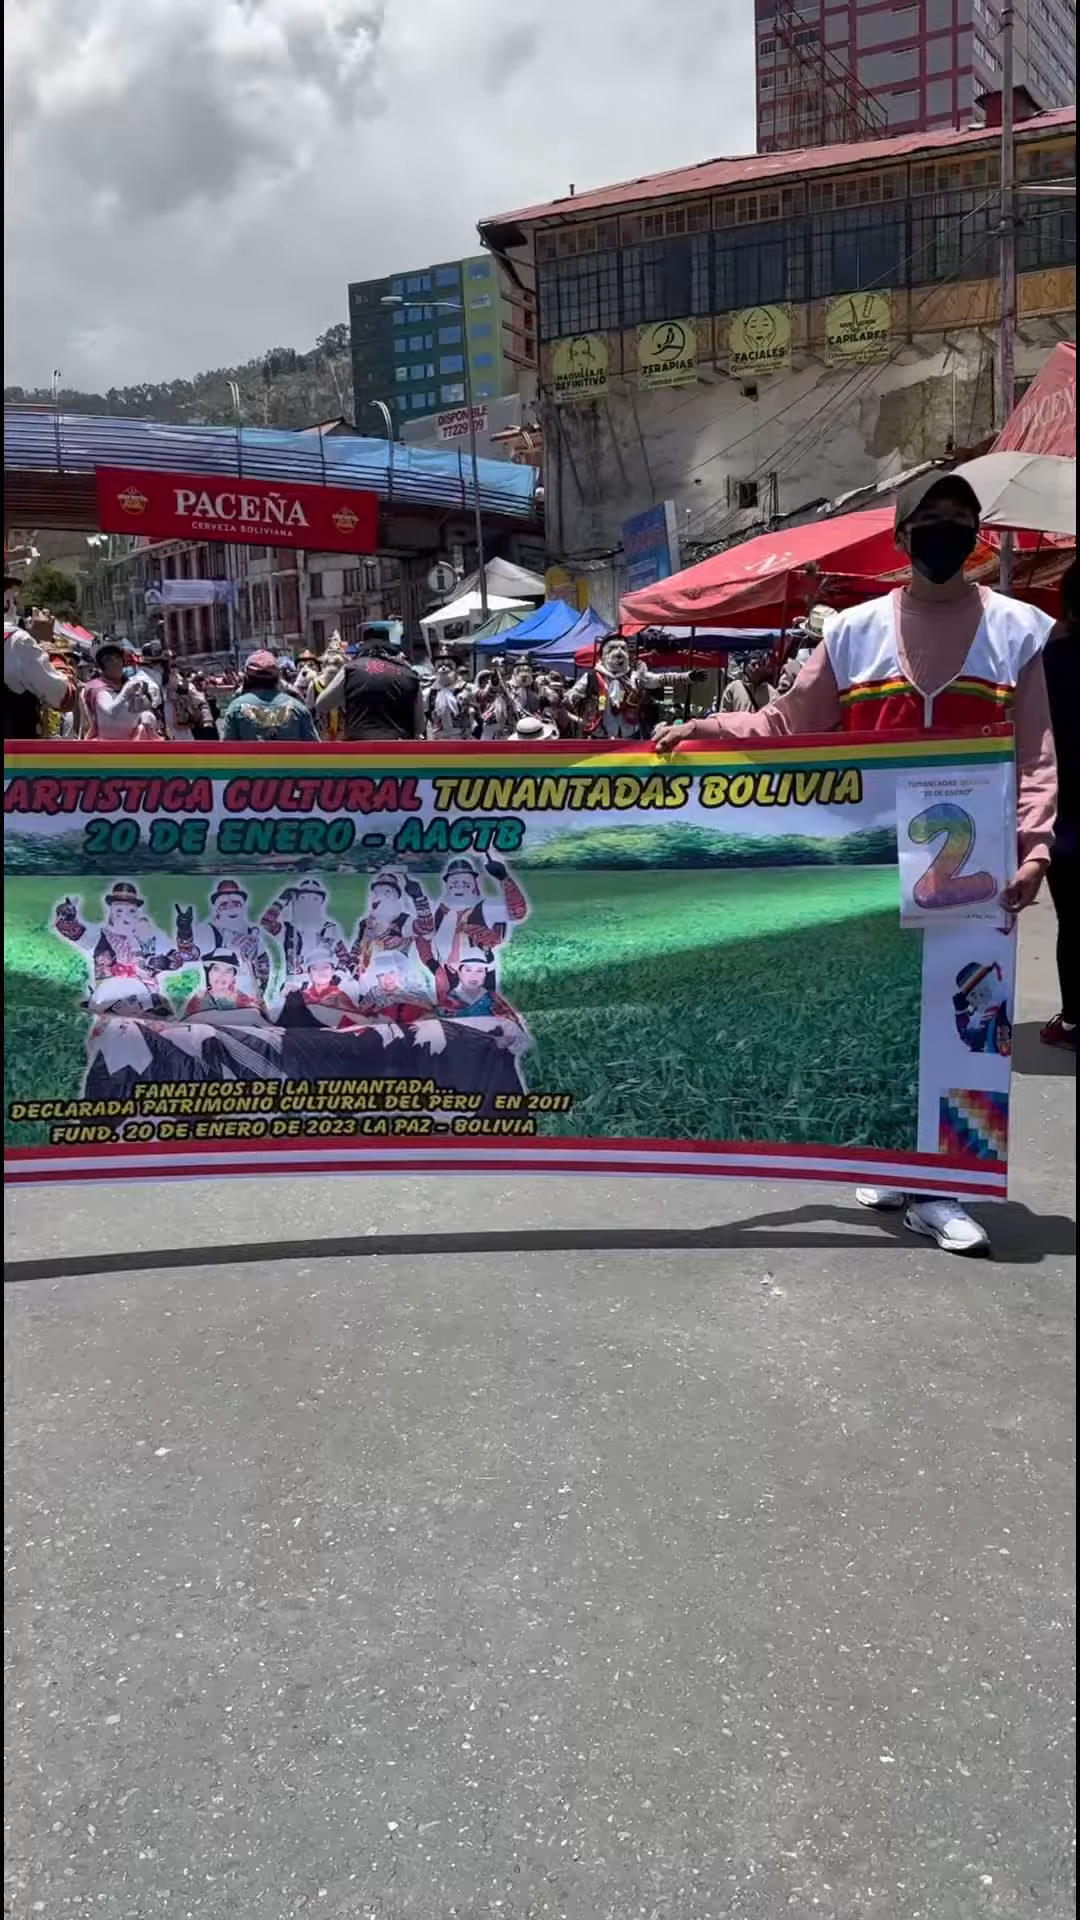 MAQUILLAJE
DEFINITIVO
TERAPIAS
FACIALES
CAPILARES
DISPONIBLE
PACEÑA
CERVEZA BOLIVIANA
PACEÑ
i
ARTISTICA CULTURAL TUNANTADAS BOLIVIA
20 DE ENERO - AACTB
TUNANTADAS BOLIVIA
"20 DE ENERO"
2
FANATICOS DE LA TUNANTADA...
DECLARADA PATRIMONIO CULTURAL DEL PERU EN 2011
FUND. 20 DE ENERO DE 2023 LA PAZ - BOLIVIA